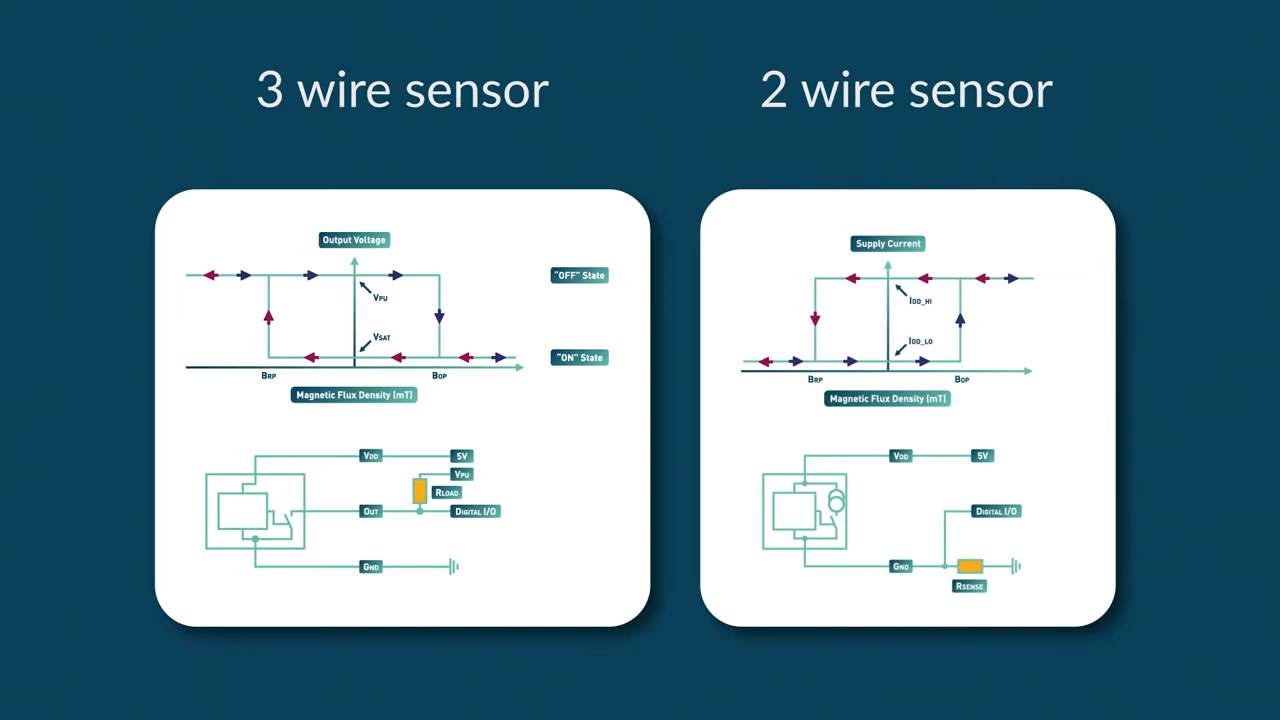 3 wire sensor
2 wire sensor
Output Voltage
"OFF" State
VPU
VSAT
"ON" State
BRP
BOP
Magnetic Flux Density (mT)
VDD
5V
VPU
RLOAD
OUT
DIGITAL I/O
GND
Supply Current
IDD_HI
IDD_LO
BRP
BOP
Magnetic Flux Density (mT)
VDD
5V
DIGITAL I/O
GND
RSENSE